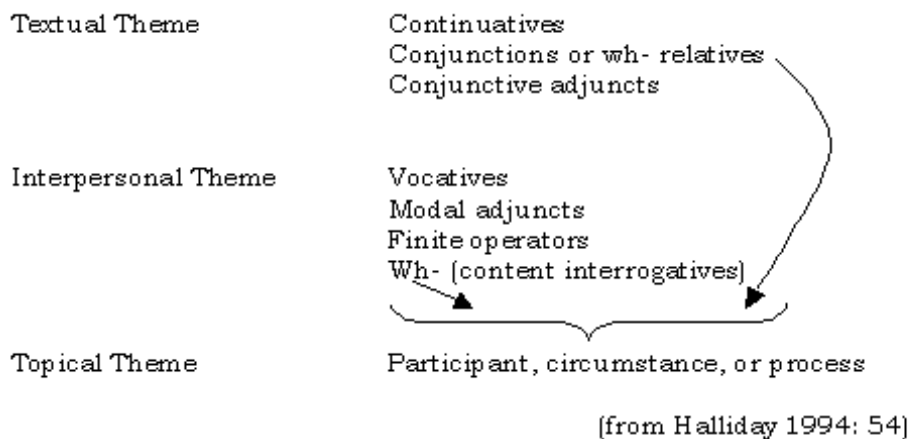 Textual Theme Continuatives
Conjunctions or wh- relatives
Conjunctive adjuncts
Interpersonal Theme Vocatives
Modal adjuncts
Finite operators
Wh- (content interrogatives)
Topical Theme Participant, circumstance, or process
(from Halliday 1994: 54)